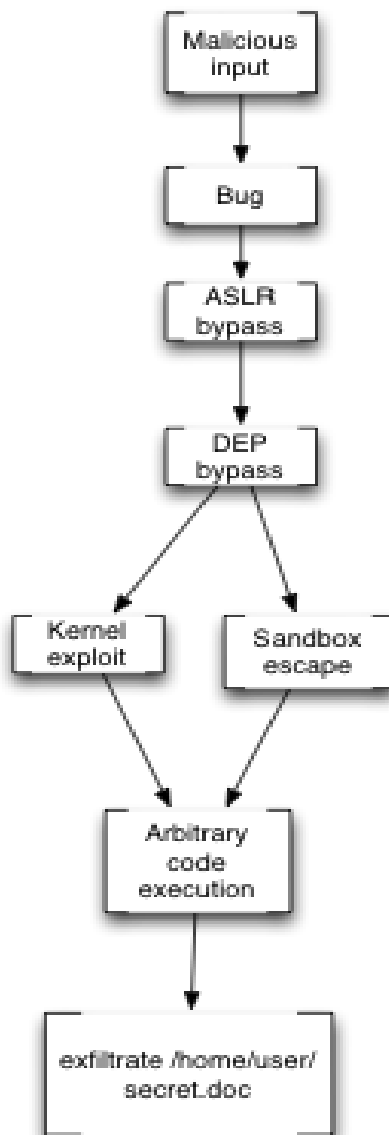 Malicious
input
Bug
ASLR
bypass
DEP
bypass
Kernel
exploit
Sandbox
escape
Arbitrary
code
execution
exfiltrate /home/user/
secret.doc